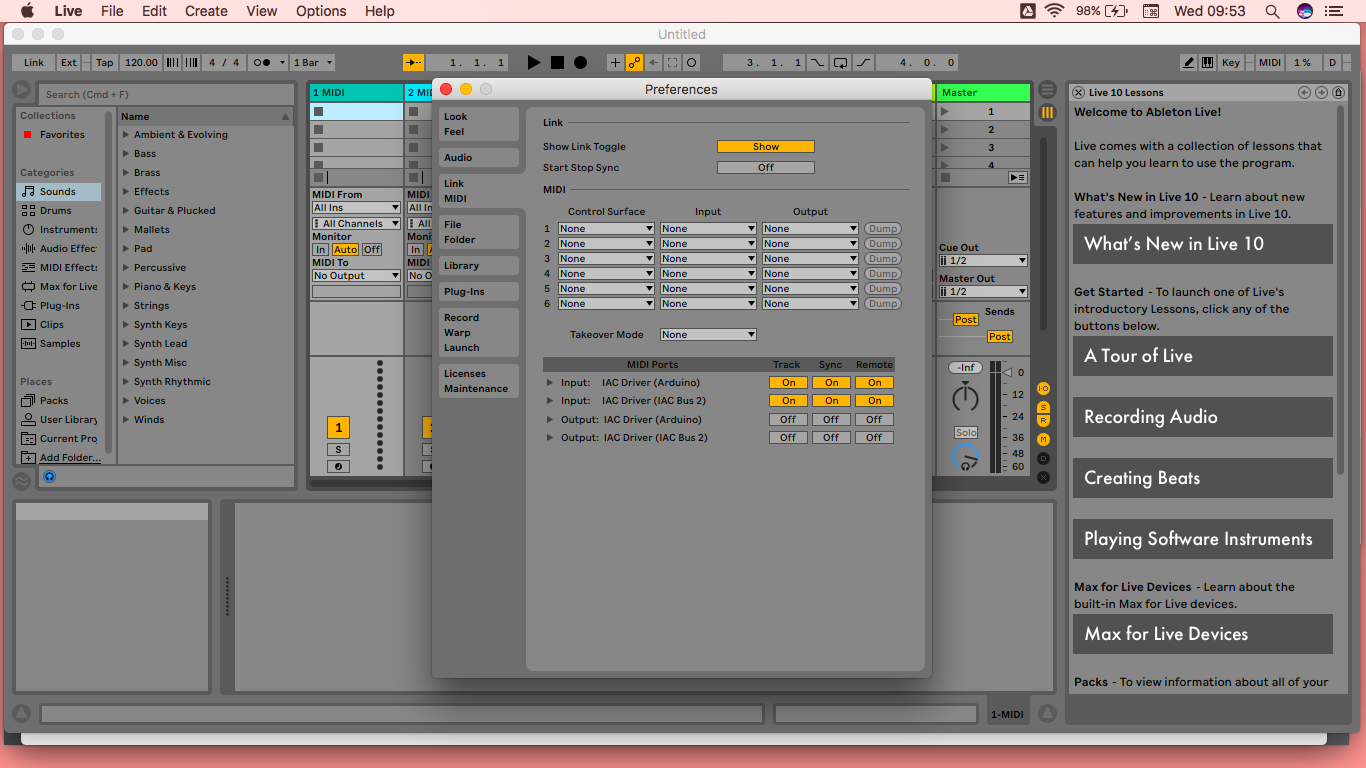 Live File Edit Create View Options Help 98% Wed 09:53
Untitled
Link Ext Tap 120.00 4 / 4 1 Bar 1. 1. 1 3. 1. 1 4. 0. 0 Key MIDI 1 % D
Search (Cmd + F)
Collections
Favorites
Categories
Sounds
Drums
Instruments
Audio Effec
MIDI Effects
Max for Live
Plug-Ins
Clips
Samples
Places
Packs
User Library
Current Proj
Add Folder...
Name
Ambient & Evolving
Bass
Brass
Effects
Guitar & Plucked
Mallets
Pad
Percussive
Piano & Keys
Strings
Synth Keys
Synth Lead
Synth Misc
Synth Rhythmic
Voices
Winds
1 MIDI 2 MIDI
MIDI From
All Ins
All Channels
Monitor
In Auto Off
MIDI To
No Output
1
S
Preferences
Look
Feel
Audio
Link
MIDI
File
Folder
Library
Plug-Ins
Record
Warp
Launch
Licenses
Maintenance
Link
Show Link Toggle Show
Start Stop Sync Off
MIDI
Control Surface Input Output
1 None None None Dump
2 None None None Dump
3 None None None Dump
4 None None None Dump
5 None None None Dump
6 None None None Dump
Takeover Mode None
MIDI Ports Track Sync Remote
Input: IAC Driver (Arduino) On On On
Input: IAC Driver (IAC Bus 2) On On On
Output: IAC Driver (Arduino) Off Off Off
Output: IAC Driver (IAC Bus 2) Off Off Off
Master
1
2
3
4
Cue Out
1/2
Master Out
1/2
Sends
Post
Post
-Inf
0
12
24
36
48
60
Solo
I·O
S
R
M
D
X
Live 10 Lessons
Welcome to Ableton Live!
Live comes with a collection of lessons that
can help you learn to use the program.
What's New in Live 10 - Learn about new
features and improvements in Live 10.
What's New in Live 10
Get Started - To launch one of Live's
introductory Lessons, click any of the
buttons below.
A Tour of Live
Recording Audio
Creating Beats
Playing Software Instruments
Max for Live Devices - Learn about the
built-in Max for Live devices.
Max for Live Devices
Packs - To view information about all of your
1-MIDI